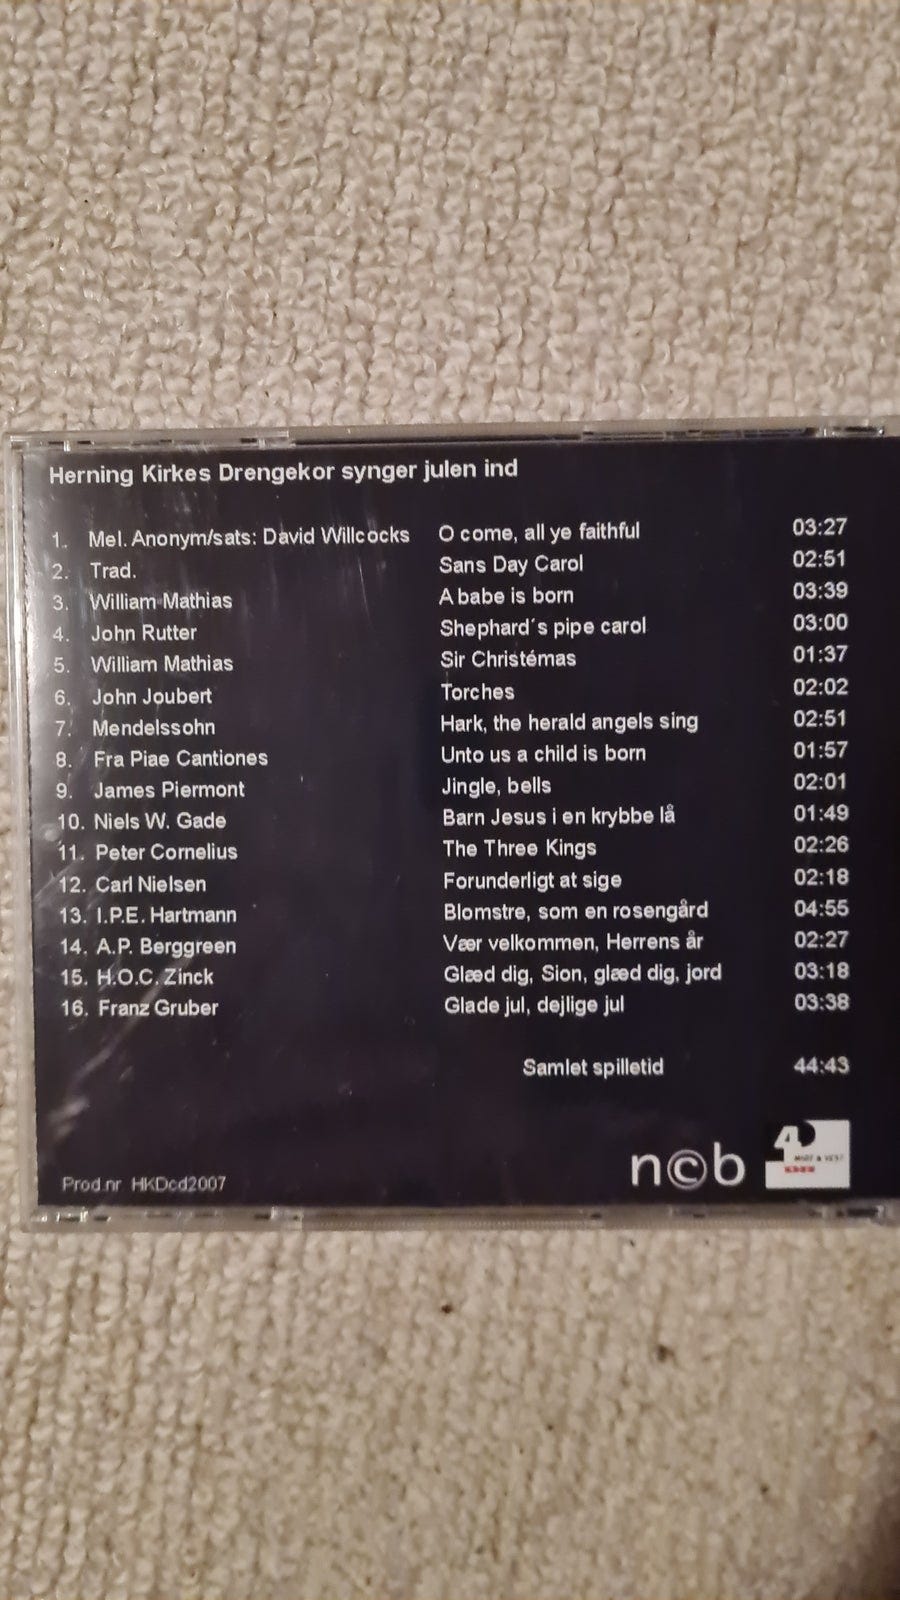 Herning Kirkes Drengekor synger julen ind
1. Mel. Anonym/sats: David Willcocks O come, all ye faithful 03:27
2. Trad. Sans Day Carol 02:51
3. William Mathias A babe is born 03:39
4. John Rutter Shephard´s pipe carol 03:00
5. William Mathias Sir Christémas 01:37
6. John Joubert Torches 02:02
7. Mendelssohn Hark, the herald angels sing 02:51
8. Fra Piae Cantiones Unto us a child is born 01:57
9. James Piermont Jingle, bells 02:01
10. Niels W. Gade Barn Jesus i en krybbe lå 01:49
11. Peter Cornelius The Three Kings 02:26
12. Carl Nielsen Forunderligt at sige 02:18
13. I.P.E. Hartmann Blomstre, som en rosengård 04:55
14. A.P. Berggreen Vær velkommen, Herrens år 02:27
15. H.O.C. Zinck Glæd dig, Sion, glæd dig, jord 03:18
16. Franz Gruber Glade jul, dejlige jul 03:38
Samlet spilletid 44:43
Prod.nr HKDcd2007
n©b
4